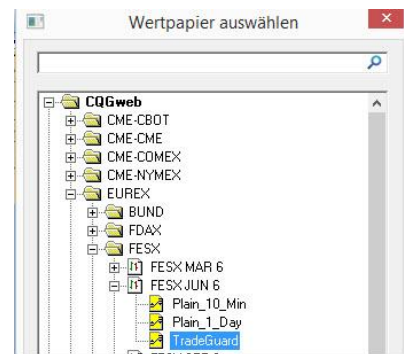 Wertpapier auswählen
CQGweb
CME-CBOT
CME-CME
CME-COMEX
CME-NYMEX
EUREX
BUND
FDAX
FESX
FESX MAR 6
FESX JUN 6
Plain_10_Min
Plain_1_Day
TradeGuard